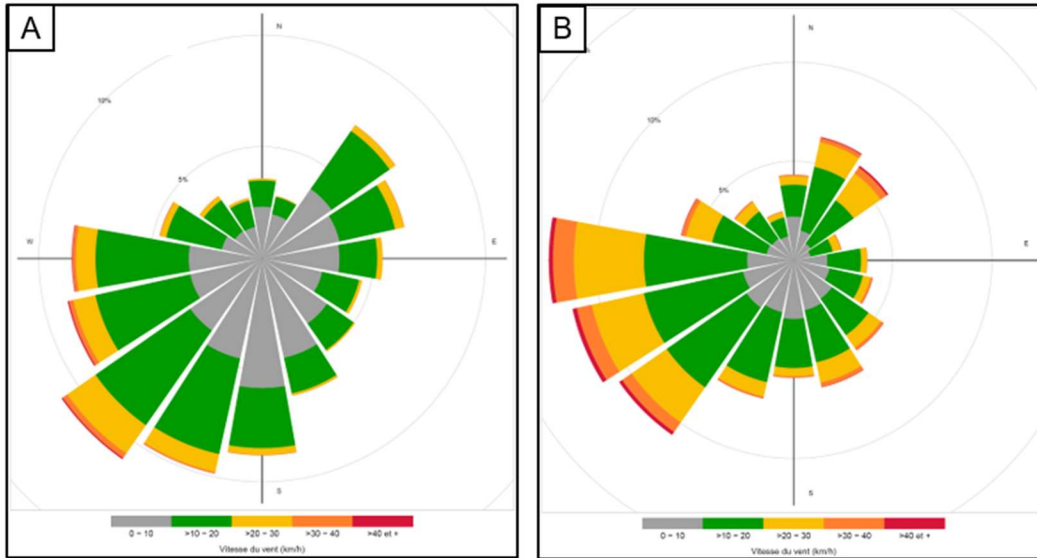 A
N
10%
5%
W
E
S
0 – 10
>10 – 20
>20 – 30
>30 – 40
>40 et +
Vitesse du vent (km/h)
B
N
10%
5%
E
S
0 – 10
>10 – 20
>20 – 30
>30 – 40
>40 et +
Vitesse du vent (km/h)